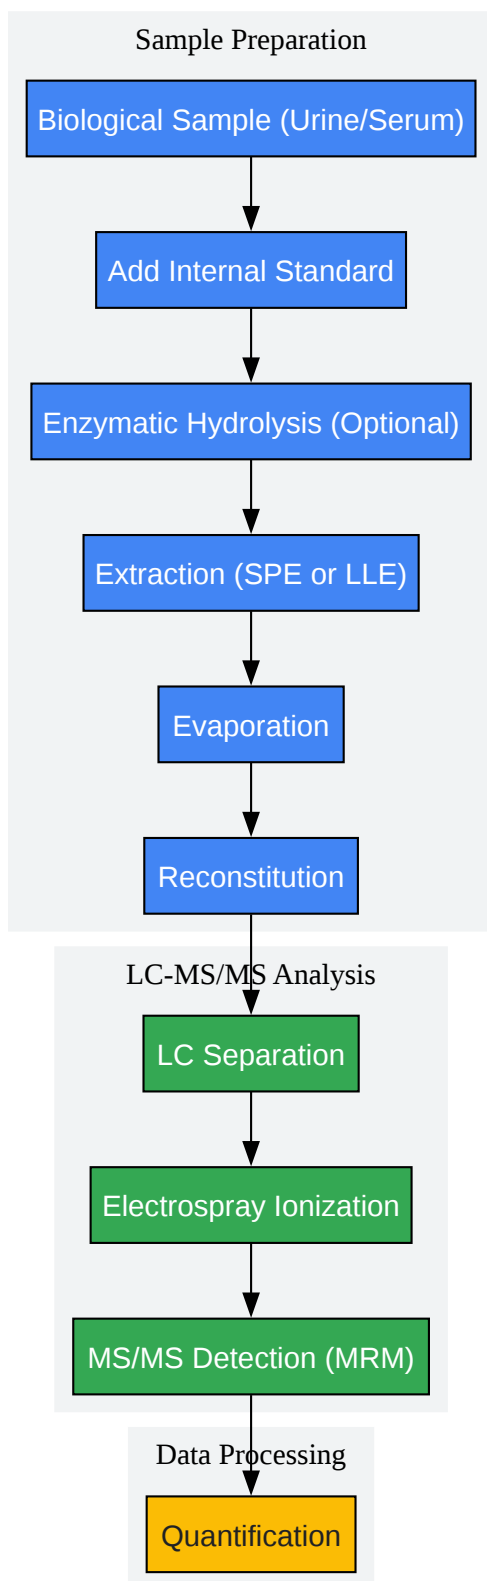 Sample Preparation
Biological Sample (Urine/Serum)
Add Internal Standard
Enzymatic Hydrolysis (Optional)
Extraction (SPE or LLE)
Evaporation
Reconstitution
LC-MS/MS Analysis
LC Separation
Electrospray Ionization
MS/MS Detection (MRM)
Data Processing
Quantification